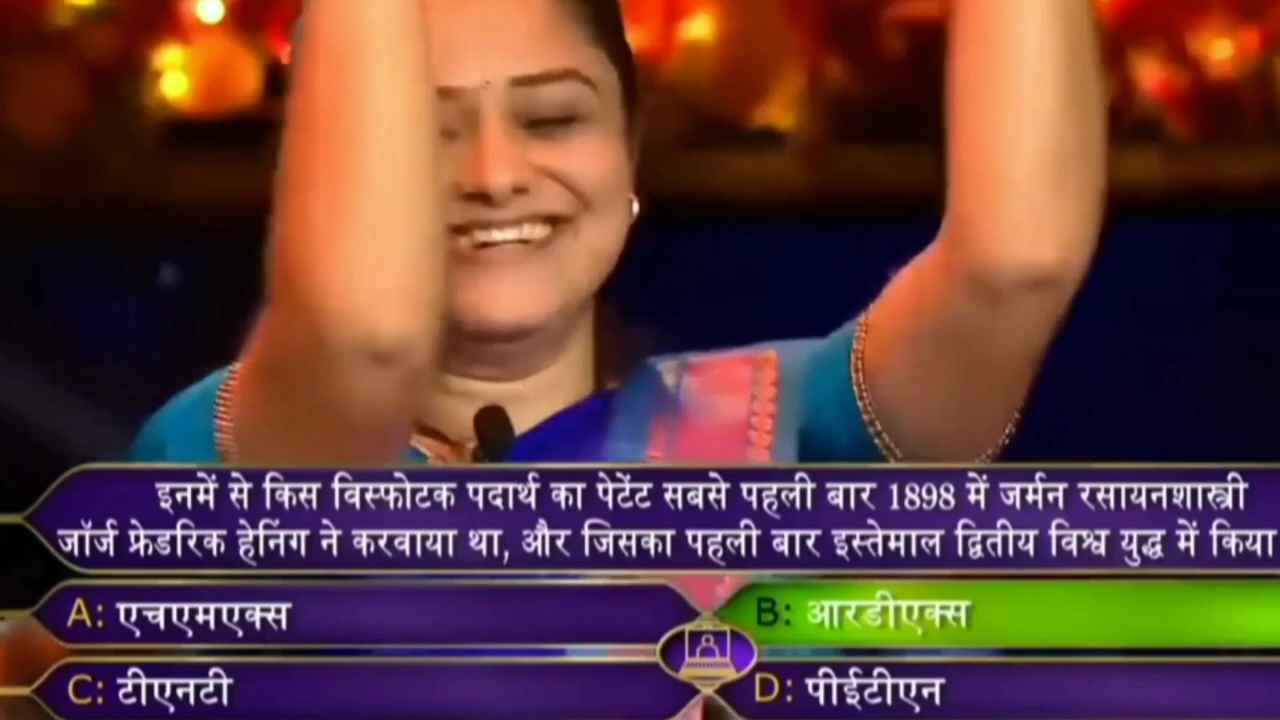 इनमें से किस विस्फोटक पदार्थ का पेटेंट सबसे पहली बार 1898 में जर्मन रसायनशास्त्री
जॉर्ज फ्रेडरिक हेनिंग ने करवाया था, और जिसका पहली बार इस्तेमाल द्वितीय विश्व युद्ध में किया
A: एचएमएक्स
B: आरडीएक्स
C: टीएनटी
D: पीईटीएन